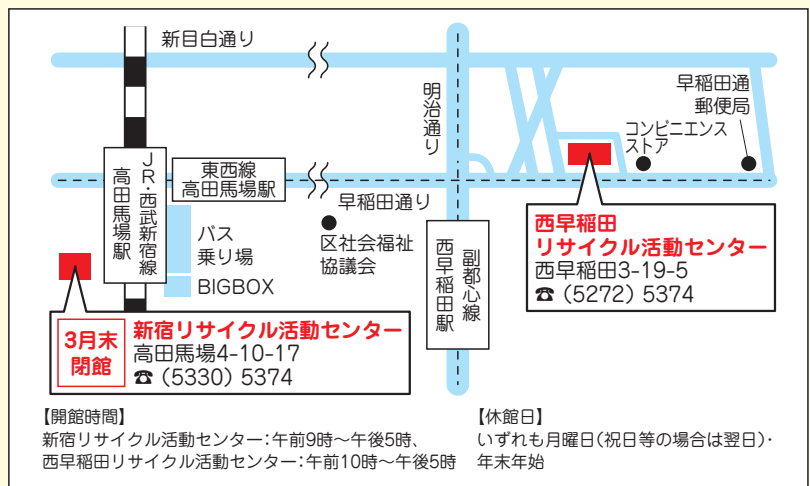 新目白通り
明治通り
早稲田通
郵便局
コンビニエンス
ストア
JR・西武新宿線
高田馬場駅
東西線
高田馬場駅
早稲田通り
バス
乗り場
BIGBOX
区社会福祉
協議会
副都心線
西早稲田駅
西早稲田
リサイクル活動センター
西早稲田3-19-5
☎(5272)5374
3月末
閉館
新宿リサイクル活動センター
高田馬場4-10-17
☎(5330)5374
【開館時間】
新宿リサイクル活動センター:午前9時~午後5時、
西早稲田リサイクル活動センター:午前10時~午後5時
【休館日】
いずれも月曜日(祝日等の場合は翌日)・
年末年始